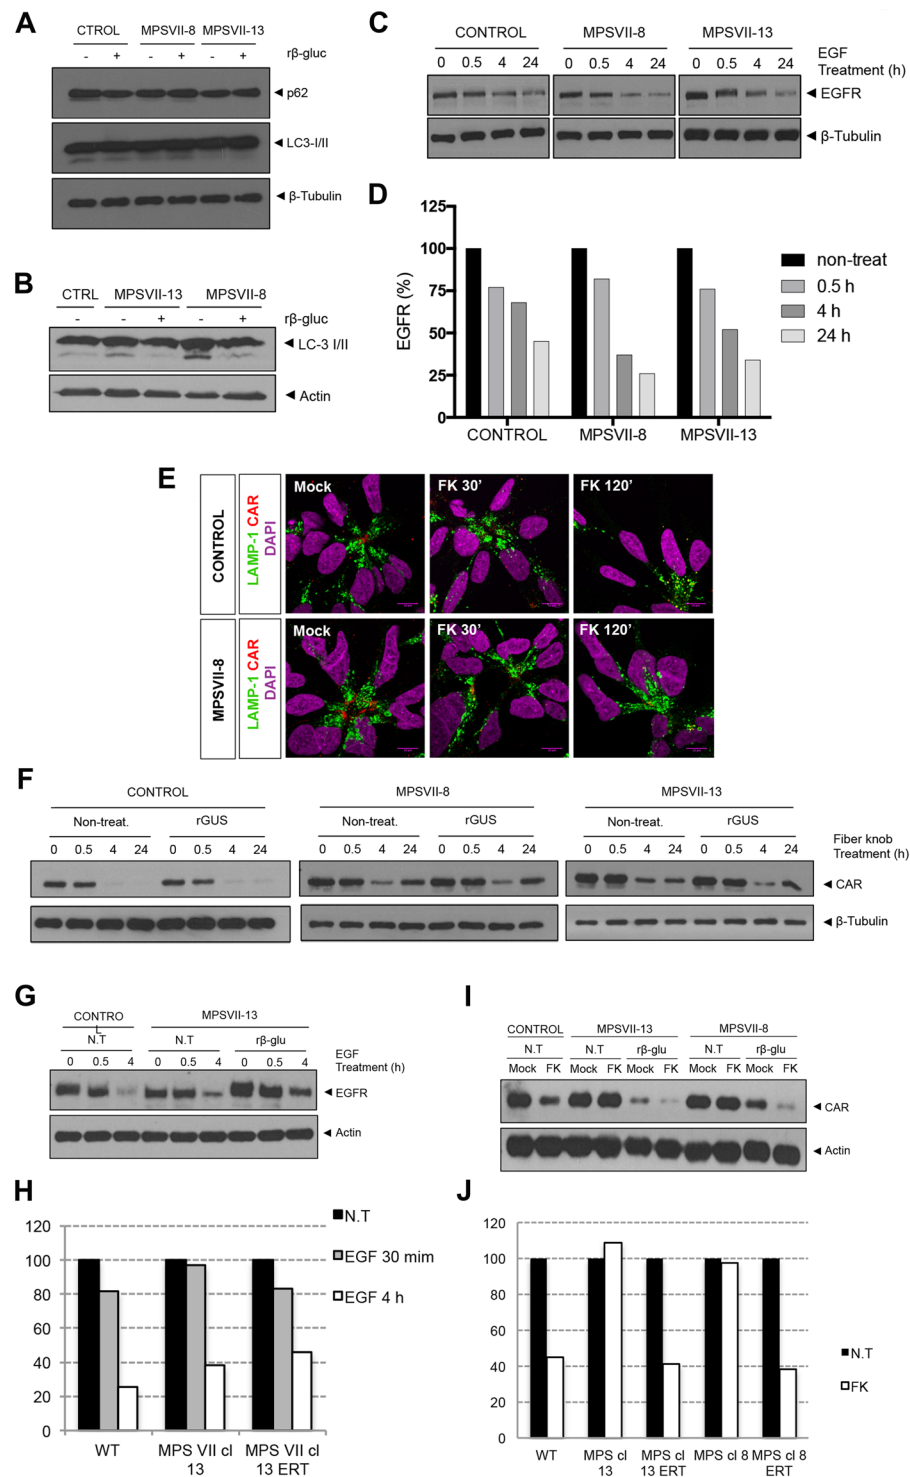 A
CTROL MPSVII-8 MPSVII-13
- + - + - + rβ-gluc
p62
LC3-I/II
β-Tubulin
B
CTRL MPSVII-13 MPSVII-8
- - + - + rβ-gluc
LC-3 I/II
Actin
C
CONTROL MPSVII-8 MPSVII-13
0 0.5 4 24 0 0.5 4 24 0 0.5 4 24 EGF
Treatment (h)
EGFR
β-Tubulin
D
EGFR (%)
125
100
75
50
25
0
CONTROL MPSVII-8 MPSVII-13
non-treat
0.5 h
4 h
24 h
E
CONTROL
LAMP-1 CAR
DAPI
Mock FK 30' FK 120'
MPSVII-8
LAMP-1 CAR
DAPI
Mock FK 30' FK 120'
F
CONTROL MPSVII-8 MPSVII-13
Non-treat. rGUS Non-treat. rGUS Non-treat. rGUS
0 0.5 4 24 0 0.5 4 24 0 0.5 4 24 0 0.5 4 24 0 0.5 4 24 0 0.5 4 24 Fiber knob
Treatment (h)
CAR
β-Tubulin
G
CONTRO
L
MPSVII-13
N.T N.T rβ-glu
0 0.5 4 0 0.5 4 0 0.5 4 EGF
Treatment (h)
EGFR
Actin
H
120
100
80
60
40
20
0
WT MPS VII cl MPS VII cl
13 13 ERT
N.T
EGF 30 mim
EGF 4 h
I
CONTROL MPSVII-13 MPSVII-8
N.T N.T rβ-glu N.T rβ-glu
Mock FK Mock FK Mock FK Mock FK Mock FK
CAR
Actin
J
120
100
80
60
40
20
0
WT MPS cl MPS cl MPS cl 8 MPS cl 8
13 13 ERT ERT
N.T
FK